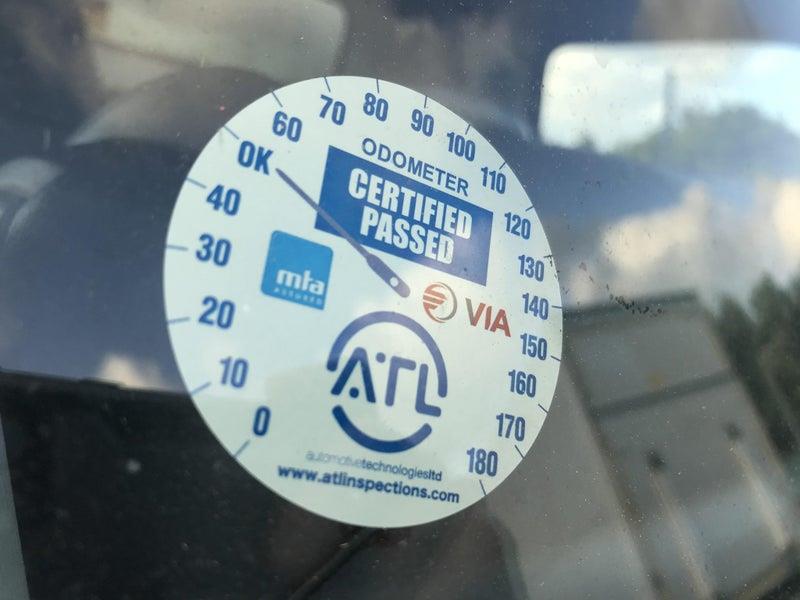 0
10
20
30
40
OK
60
70
80
90
100
110
120
130
140
150
160
170
180
ODOMETER
CERTIFIED
PASSED
mta
ASSURED
VIA
ATL
automotivetechnologiesltd
www.atlinspections.com